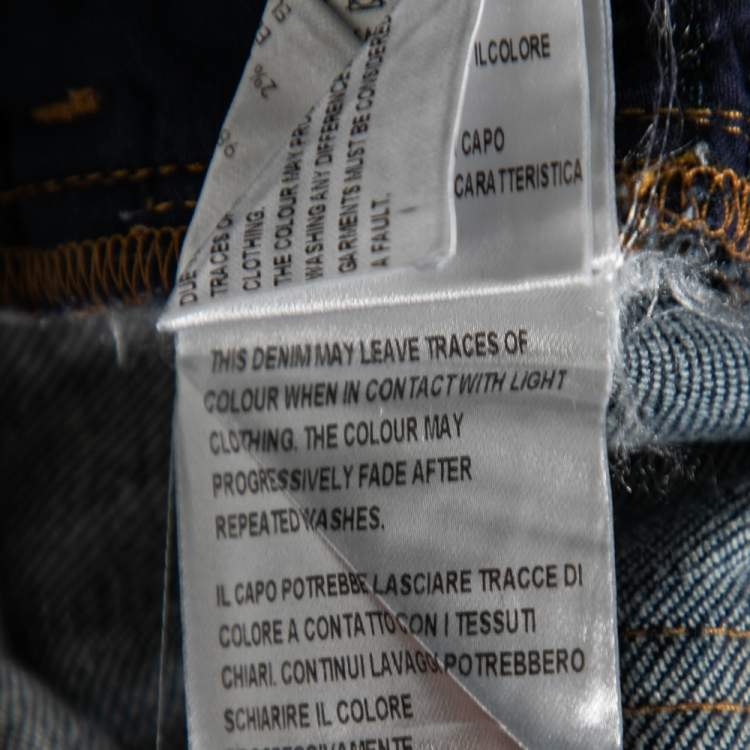 IL COLORE
CAPO
CARATTERISTICA
2% E
DUE
TRACES
CLOTHING.
THE COLOUR MAY
WASHING ANY DIFFERENCE
GARMENTS MUST BE CONSIDERED
A FAULT.
THIS DENIM MAY LEAVE TRACES OF
COLOUR WHEN IN CONTACT WITH LIGHT
CLOTHING. THE COLOUR MAY
PROGRESSIVELY FADE AFTER
REPEATED WASHES.
IL CAPO POTREBBE LASCIARE TRACCE DI
COLORE A CONTATTO CON I TESSUTI
CHIARI. CONTINUI LAVAGGI POTREBBERO
SCHIARIRE IL COLORE